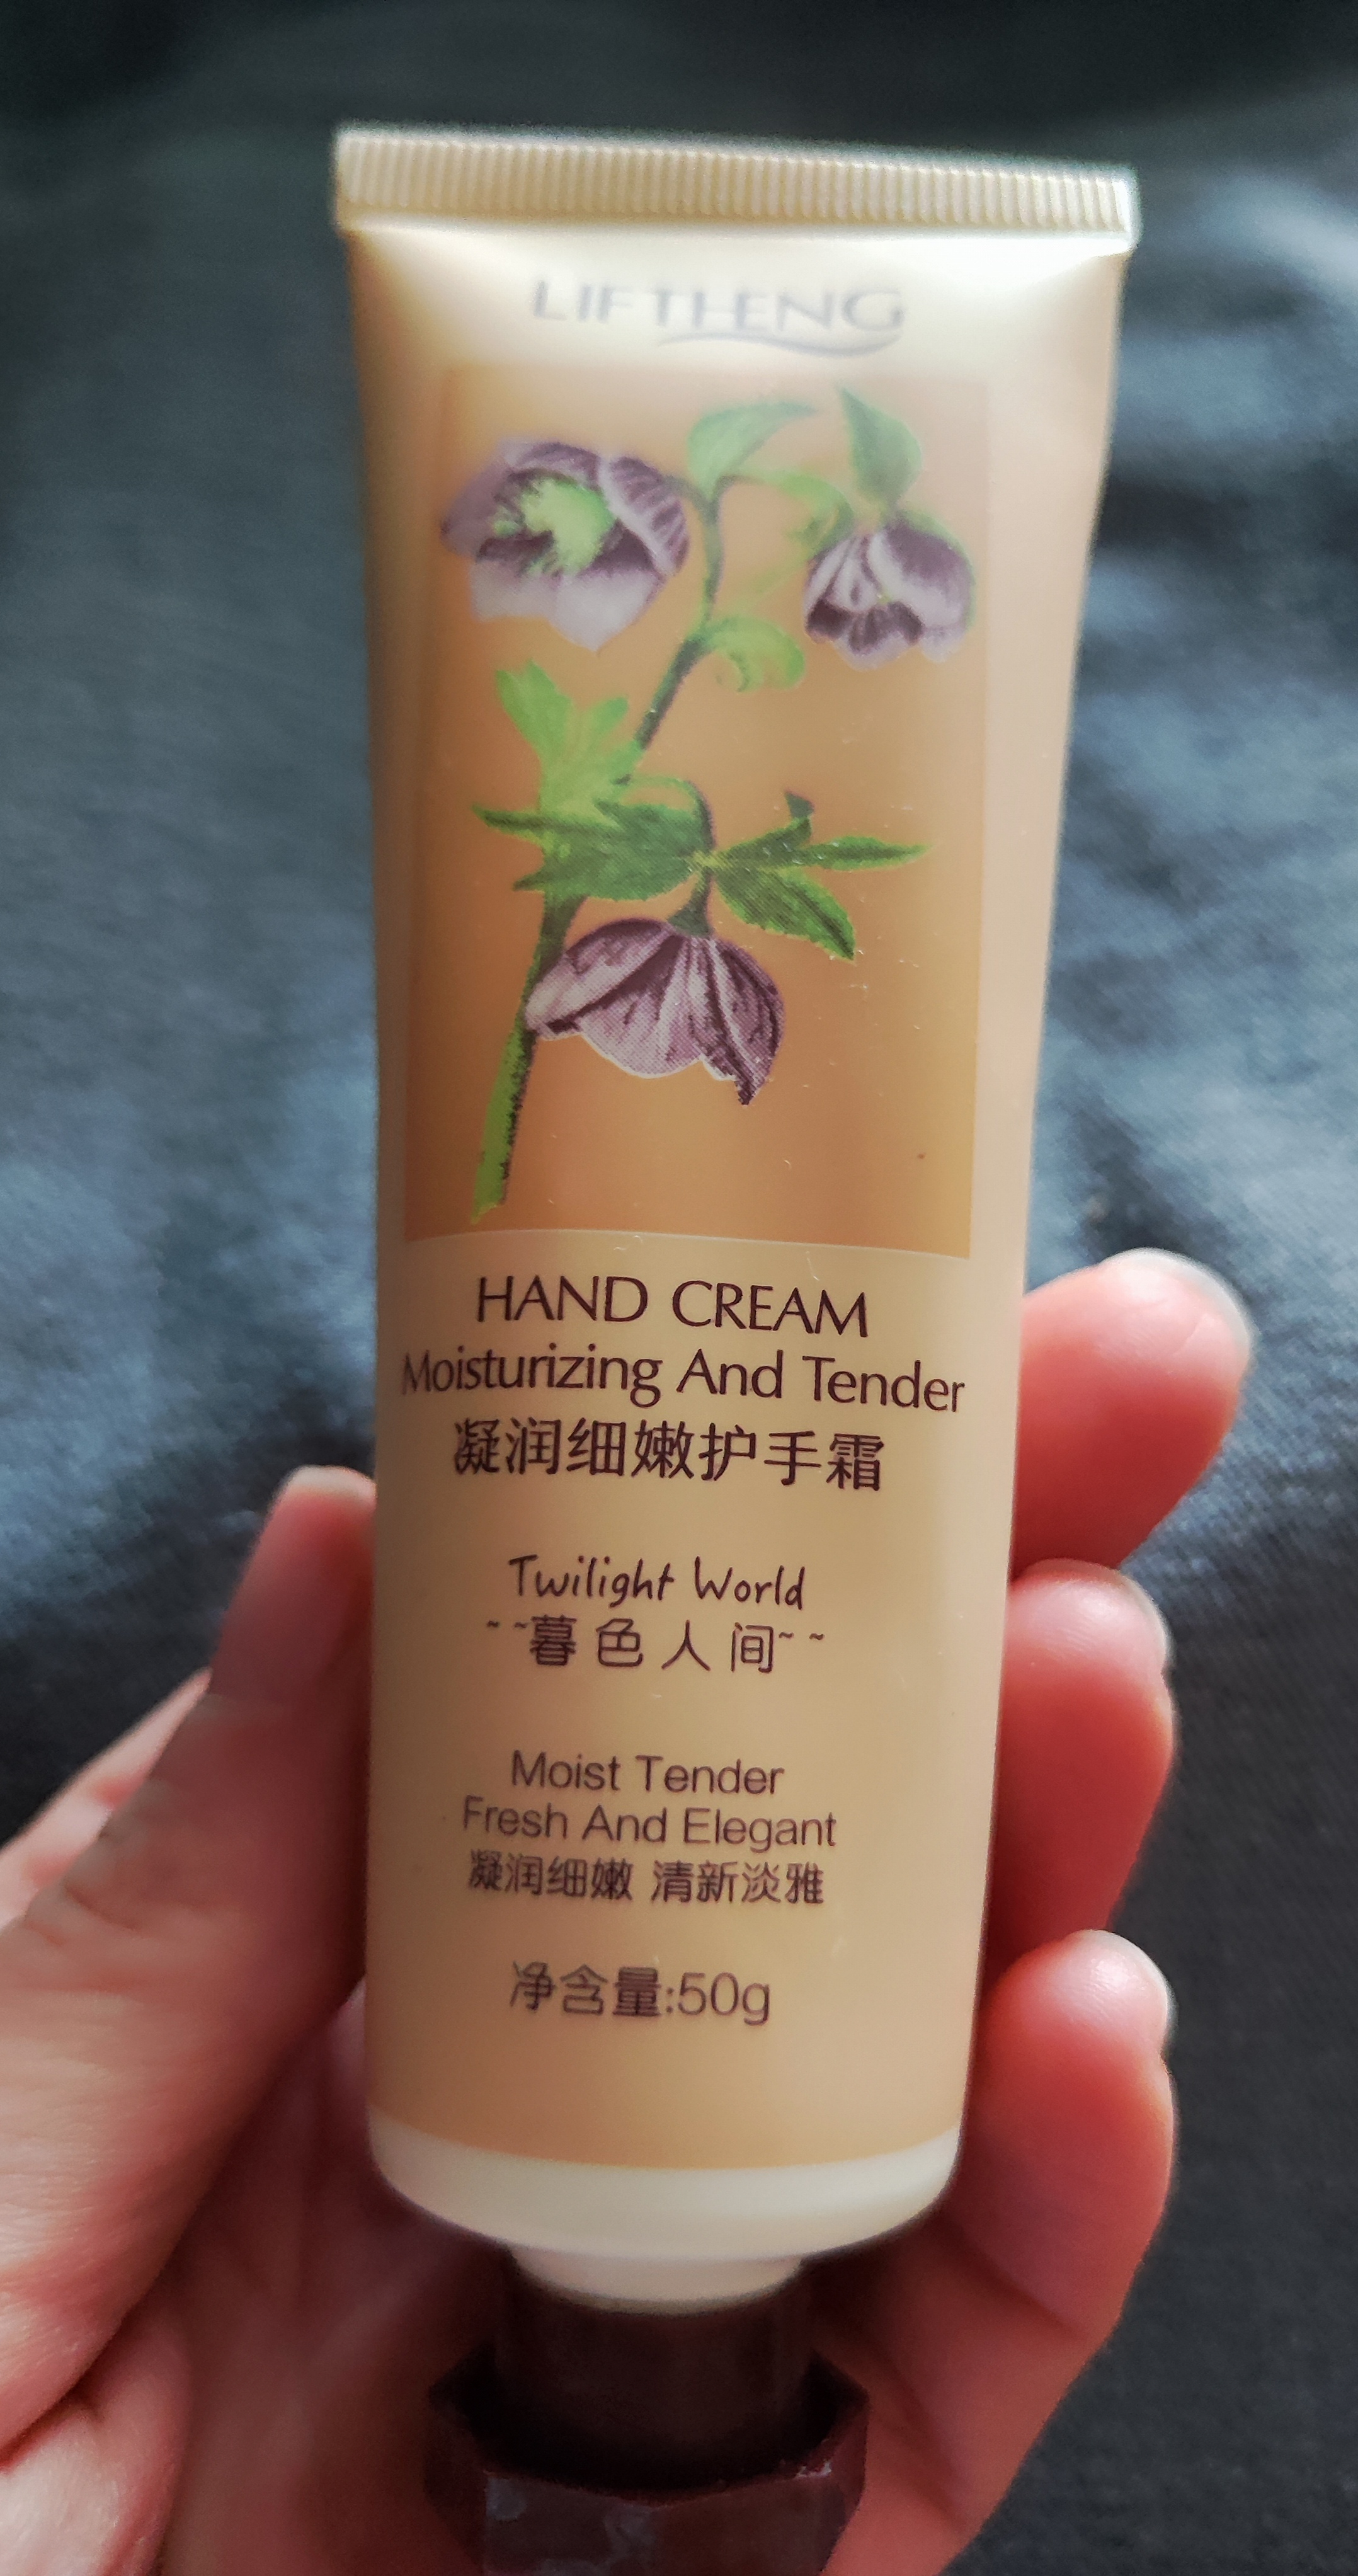 LIFTHENG
HAND CREAM
Moisturizing And Tender
凝润细嫩护手霜
Twilight World
~~暮色人间~~
Moist Tender
Fresh And Elegant
凝润细嫩 清新淡雅
净含量:50g